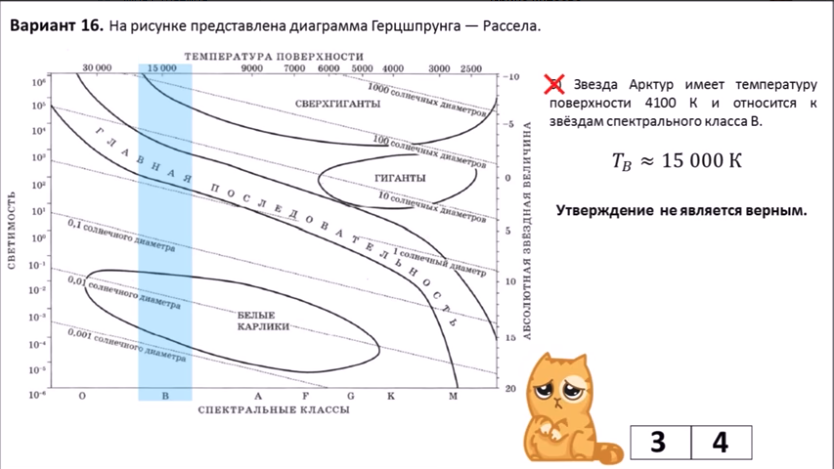 Вариант 16. На рисунке представлена диаграмма Герцшпрунга — Рассела.
ТЕМПЕРАТУРА ПОВЕРХНОСТИ
30 000 15 000 9000 7000 6000 5000 4000 3000 2500
СВЕТИМОСТЬ
10⁶
10⁵
10⁴
10³
10²
10¹
10⁰
10⁻¹
10⁻²
10⁻³
10⁻⁴
10⁻⁵
10⁻⁶
1000 солнечных диаметров
СВЕРХГИГАНТЫ
100 солнечных диаметров
ГИГАНТЫ
10 солнечных диаметров
ГЛАВНАЯ ПОСЛЕДОВАТЕЛЬНОСТЬ
1 солнечный диаметр
0,1 солнечного диаметра
0,01 солнечного диаметра
БЕЛЫЕ
КАРЛИКИ
0,001 солнечного диаметра
-10
-5
0
5
10
15
20
АБСОЛЮТНАЯ ЗВЁЗДНАЯ ВЕЛИЧИНА
O B A F G K M
СПЕКТРАЛЬНЫЕ КЛАССЫ
Звезда Арктур имеет температуру
поверхности 4100 К и относится к
звёздам спектрального класса В.
T_B ≈ 15 000 К
Утверждение не является верным.
3 4